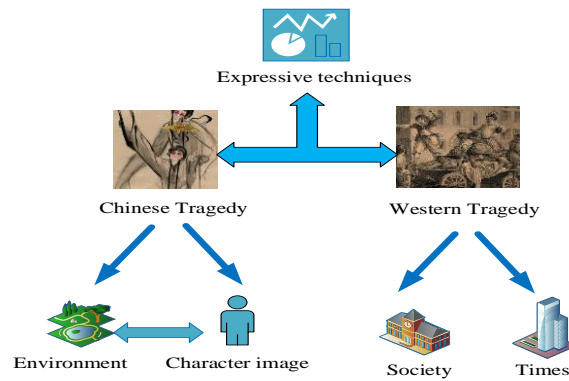 Expressive techniques
Chinese Tragedy
Western Tragedy
Environment
Character image
Society
Times